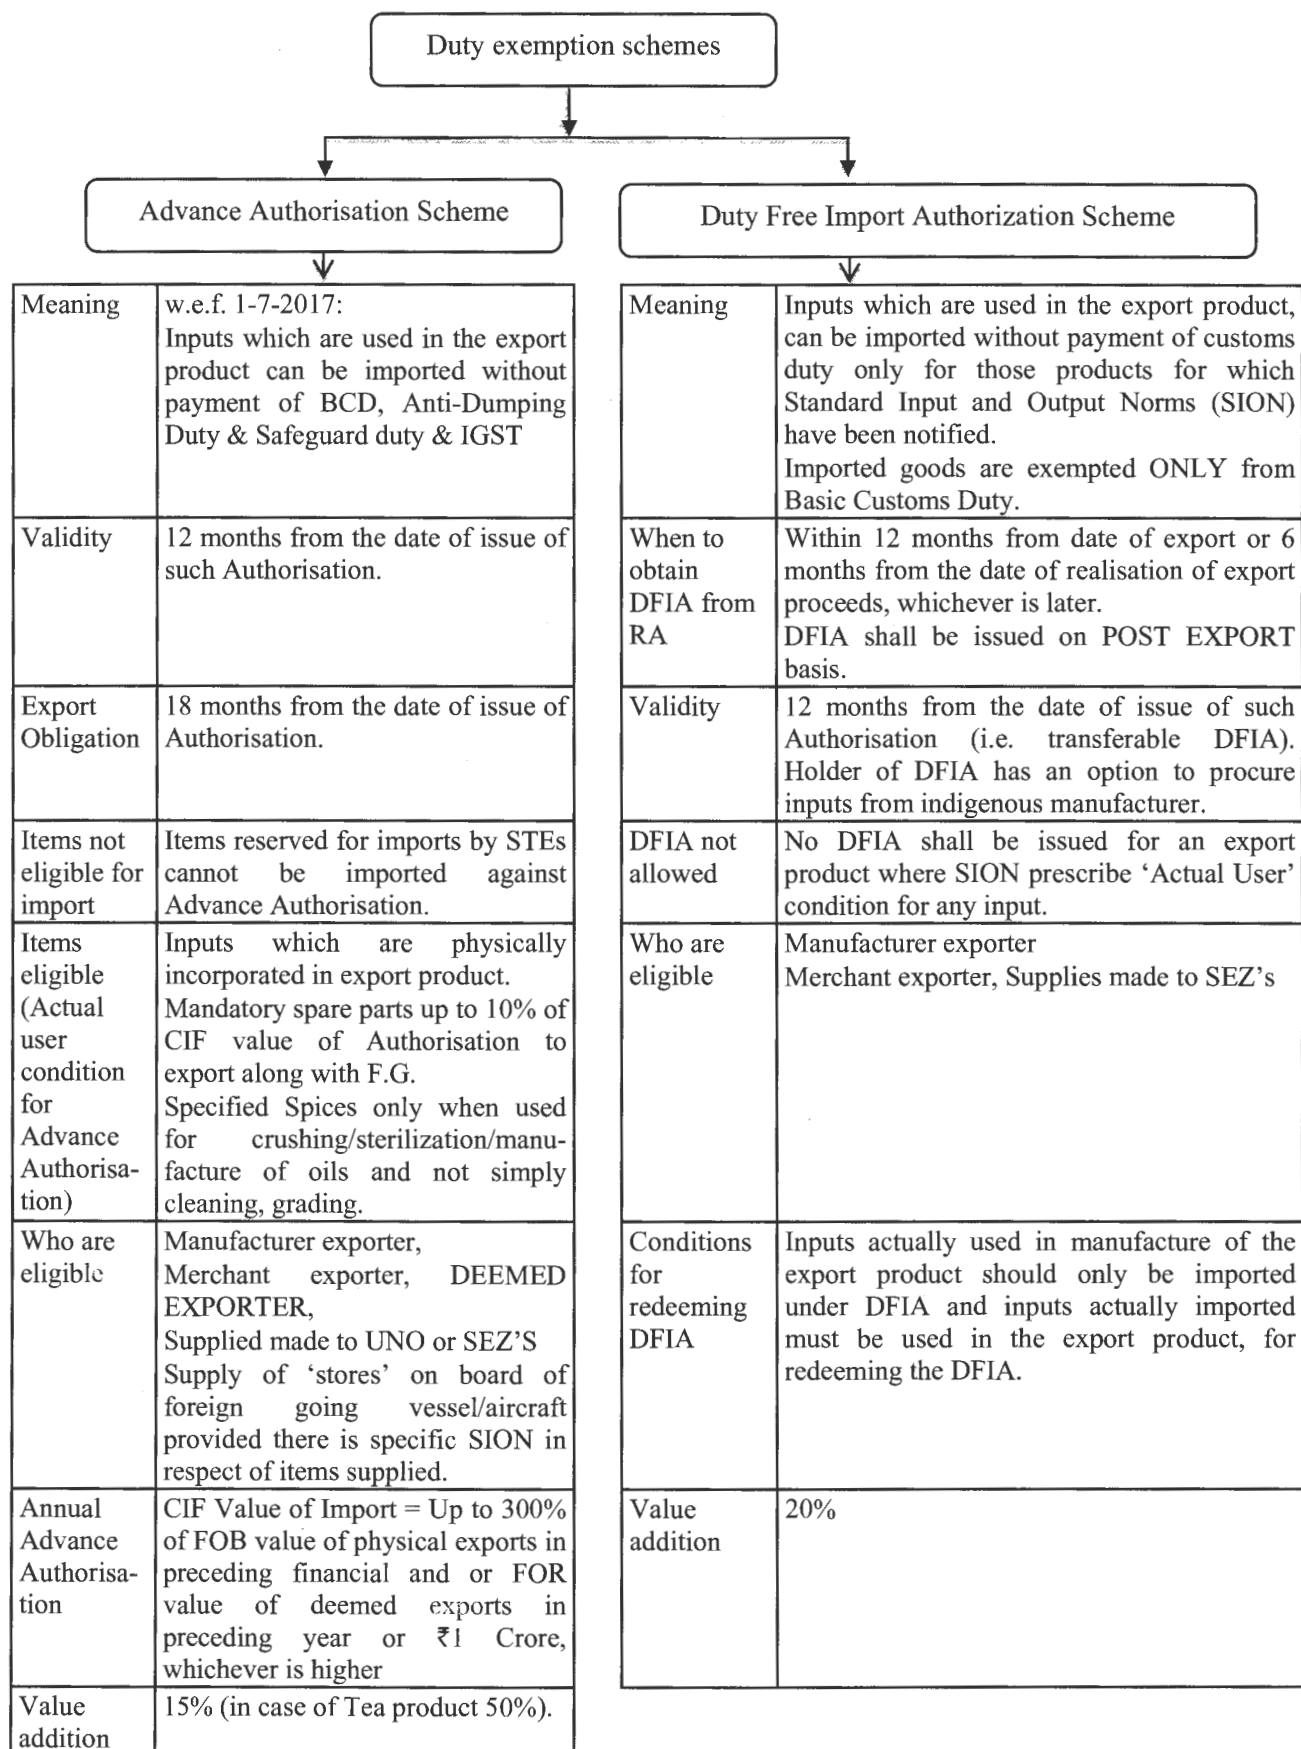 Duty exemption schemes
Advance Authorisation Scheme
Meaning
w.e.f. 1-7-2017:
Inputs which are used in the export
product can be imported without
payment of BCD, Anti-Dumping
Duty & Safeguard duty & IGST
Validity
12 months from the date of issue of
such Authorisation.
Export
Obligation
18 months from the date of issue of
Authorisation.
Items not
eligible for
import
Items reserved for imports by STEs
cannot be imported against
Advance Authorisation.
Items
eligible
(Actual
user
condition
for
Advance
Authorisa-
tion)
Inputs which are physically
incorporated in export product.
Mandatory spare parts up to 10% of
CIF value of Authorisation to
export along with F.G.
Specified Spices only when used
for crushing/sterilization/manu-
facture of oils and not simply
cleaning, grading.
Who are
eligible
Manufacturer exporter,
Merchant exporter, DEEMED
EXPORTER,
Supplied made to UNO or SEZ'S
Supply of 'stores' on board of
foreign going vessel/aircraft
provided there is specific SION in
respect of items supplied.
Annual
Advance
Authorisa-
tion
CIF Value of Import = Up to 300%
of FOB value of physical exports in
preceding financial and or FOR
value of deemed exports in
preceding year or ₹1 Crore,
whichever is higher
Value
addition
15% (in case of Tea product 50%).
Duty Free Import Authorization Scheme
Meaning
Inputs which are used in the export product,
can be imported without payment of customs
duty only for those products for which
Standard Input and Output Norms (SION)
have been notified.
Imported goods are exempted ONLY from
Basic Customs Duty.
When to
obtain
DFIA from
RA
Within 12 months from date of export or 6
months from the date of realisation of export
proceeds, whichever is later.
DFIA shall be issued on POST EXPORT
basis.
Validity
12 months from the date of issue of such
Authorisation (i.e. transferable DFIA).
Holder of DFIA has an option to procure
inputs from indigenous manufacturer.
DFIA not
allowed
No DFIA shall be issued for an export
product where SION prescribe 'Actual User'
condition for any input.
Who are
eligible
Manufacturer exporter
Merchant exporter, Supplies made to SEZ's
Conditions
for
redeeming
DFIA
Inputs actually used in manufacture of the
export product should only be imported
under DFIA and inputs actually imported
must be used in the export product, for
redeeming the DFIA.
Value
addition
20%